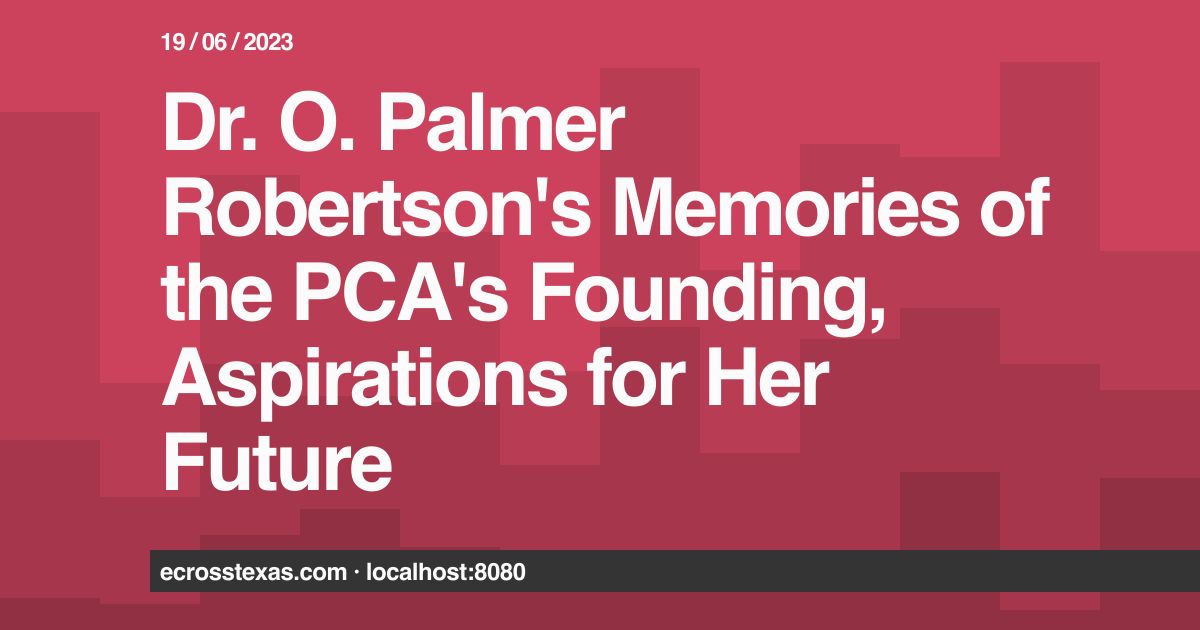 19 / 06 / 2023
Dr. O. Palmer
Robertson's Memories of
the PCA's Founding,
Aspirations for Her
Future
ecrosstexas.com · localhost:8080